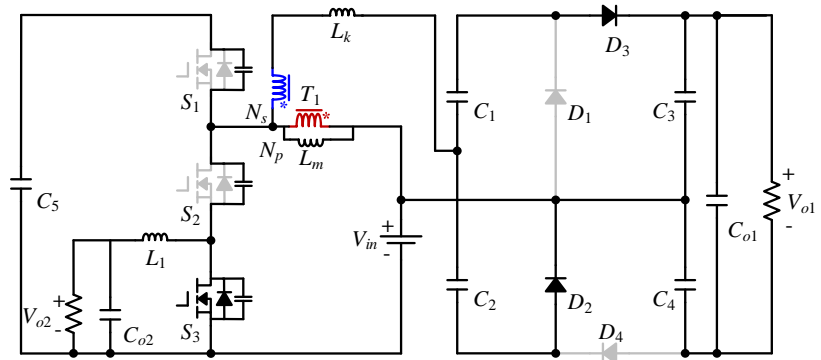 L_k
D_3
S_1
T_1
*
*
N_s
C_1
D_1
C_3
N_p
L_m
C_5
S_2
+
V_o1
-
C_o1
+
V_in
-
L_1
C_2
D_2
C_4
+
V_o2
-
C_o2
S_3
D_4